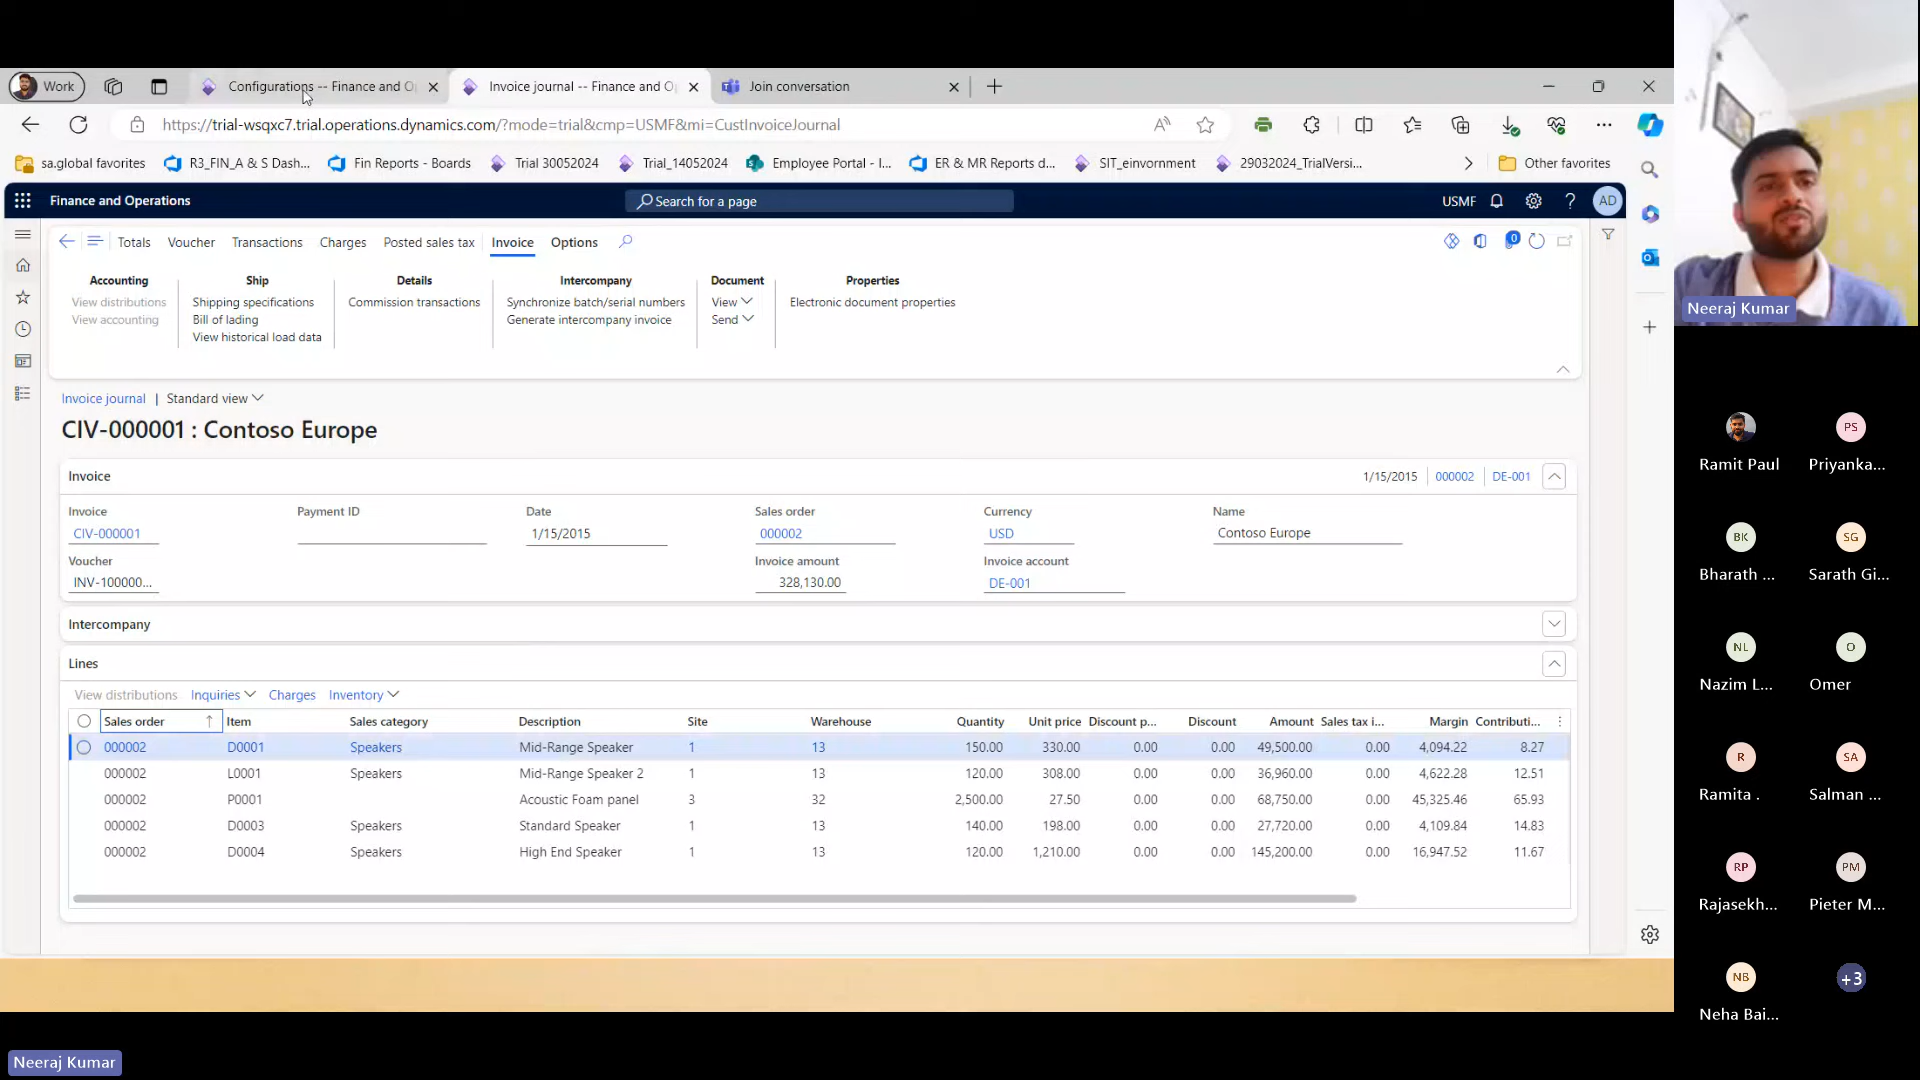 Work
Configurations -- Finance and O
Invoice journal -- Finance and O
Join conversation
https://trial-wsqxc7.trial.operations.dynamics.com/?mode=trial&cmp=USMF&mi=CustInvoiceJournal
sa.global favorites
R3_FIN_A & S Dash...
Fin Reports - Boards
Trial 30052024
Trial_14052024
Employee Portal - I...
ER & MR Reports d...
SIT_einvornment
29032024_TrialVersi...
Other favorites
Finance and Operations
Search for a page
USMF
?
AD
Totals Voucher Transactions Charges Posted sales tax Invoice Options
0
Accounting Ship Details Intercompany Document Properties
View distributions Shipping specifications Commission transactions Synchronize batch/serial numbers View Electronic document properties
View accounting Bill of lading Generate intercompany invoice Send
View historical load data
Invoice journal | Standard view
CIV-000001 : Contoso Europe
Invoice 1/15/2015 000002 DE-001
Invoice Payment ID Date Sales order Currency Name
CIV-000001 1/15/2015 000002 USD Contoso Europe
Voucher Invoice amount Invoice account
INV-100000... 328,130.00 DE-001
Intercompany
Lines
View distributions Inquiries Charges Inventory
Sales order Item Sales category Description Site Warehouse Quantity Unit price Discount p... Discount Amount Sales tax i... Margin Contributi...
000002 D0001 Speakers Mid-Range Speaker 1 13 150.00 330.00 0.00 0.00 49,500.00 0.00 4,094.22 8.27
000002 L0001 Speakers Mid-Range Speaker 2 1 13 120.00 308.00 0.00 0.00 36,960.00 0.00 4,622.28 12.51
000002 P0001 Acoustic Foam panel 3 32 2,500.00 27.50 0.00 0.00 68,750.00 0.00 45,325.46 65.93
000002 D0003 Speakers Standard Speaker 1 13 140.00 198.00 0.00 0.00 27,720.00 0.00 4,109.84 14.83
000002 D0004 Speakers High End Speaker 1 13 120.00 1,210.00 0.00 0.00 145,200.00 0.00 16,947.52 11.67
Neeraj Kumar
Neeraj Kumar
PS
Ramit Paul Priyanka...
BK SG
Bharath ... Sarath Gi...
NL O
Nazim L... Omer
R SA
Ramita . Salman ...
RP PM
Rajasekh... Pieter M...
NB +3
Neha Bai...